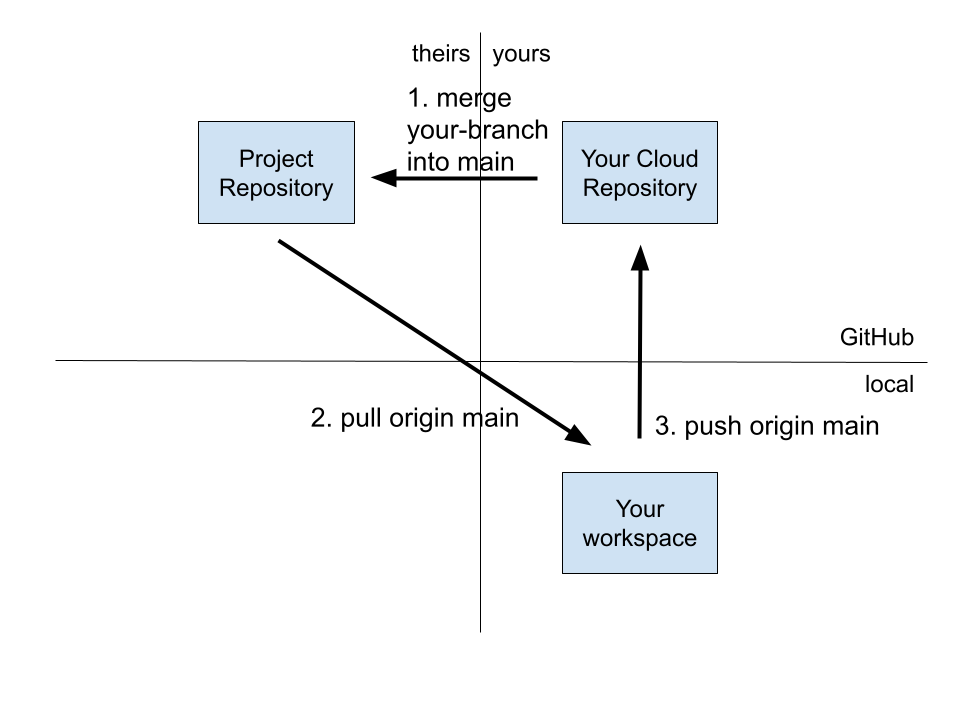 theirs
yours
1. merge
your-branch
into main
Project
Repository
Your Cloud
Repository
GitHub
local
2. pull origin main
3. push origin main
Your
workspace